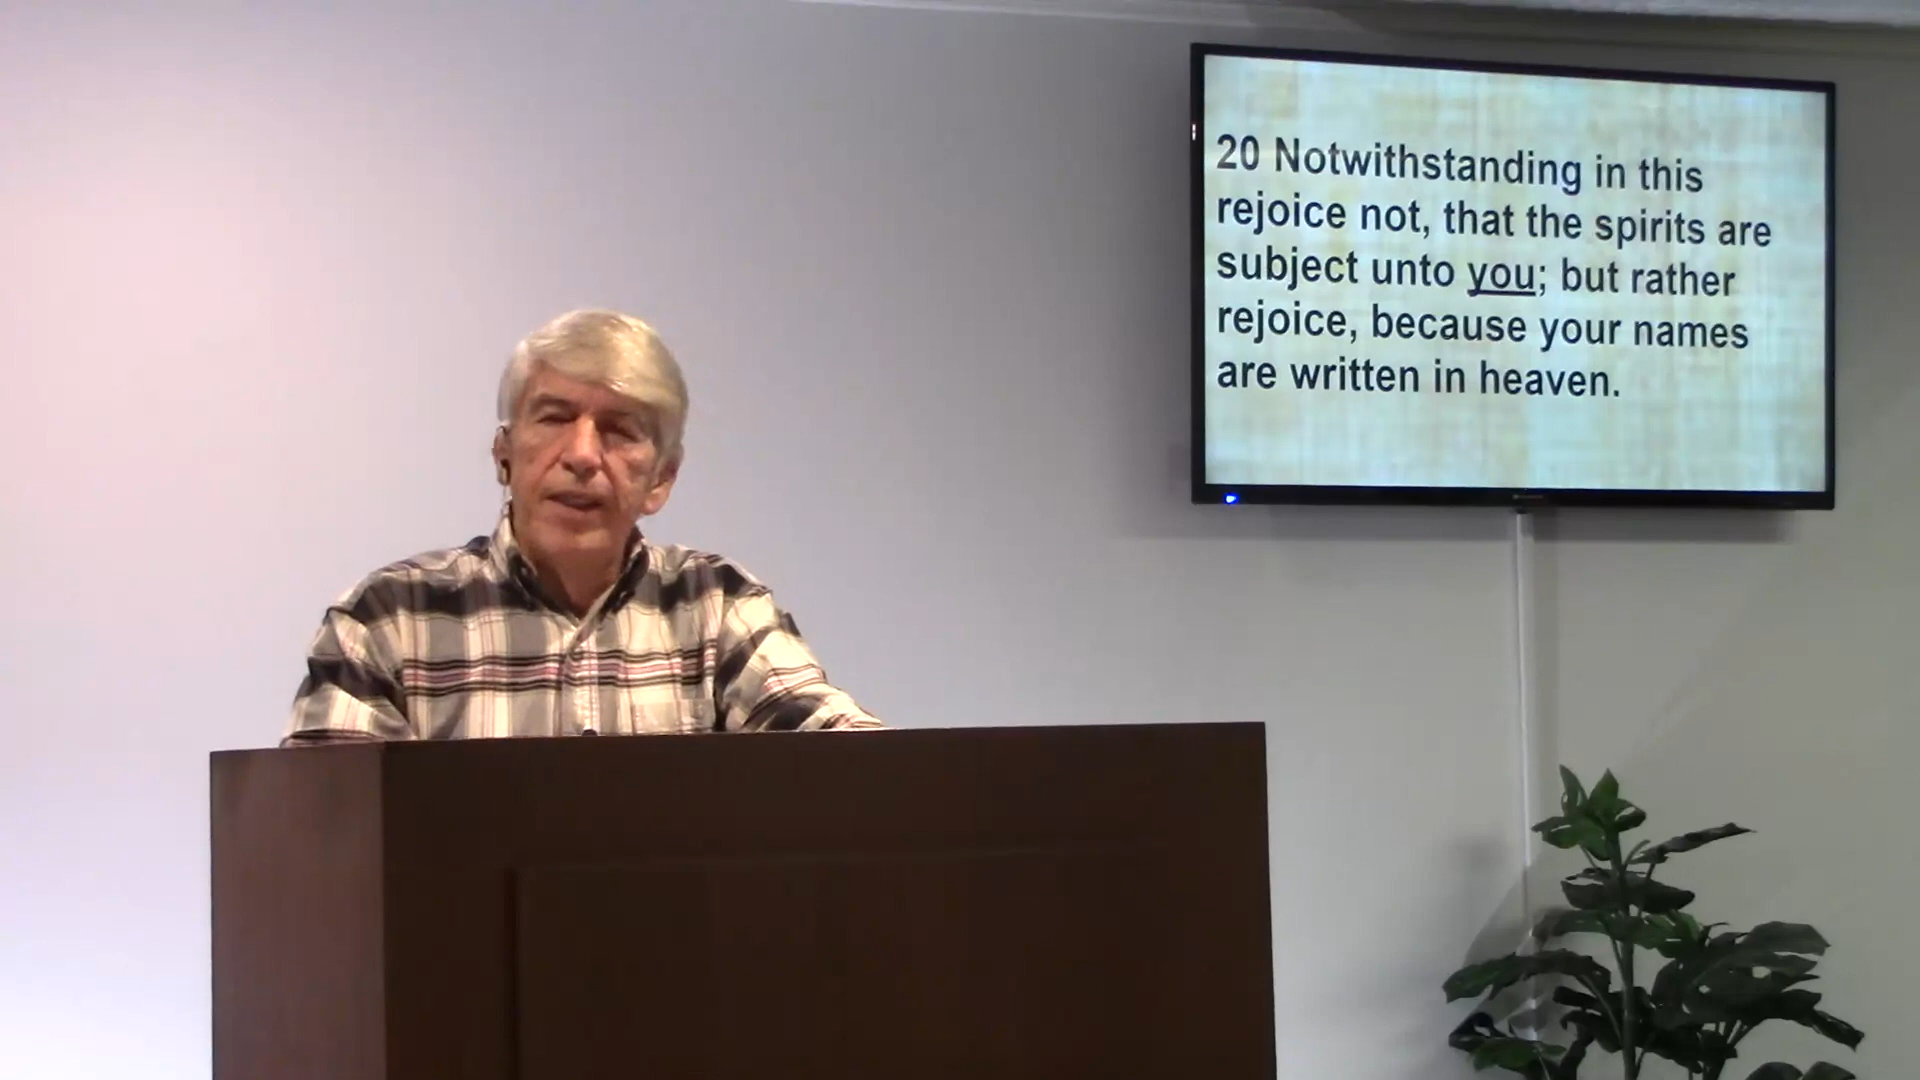 20 Notwithstanding in this
rejoice not, that the spirits are
subject unto you; but rather
rejoice, because your names
are written in heaven.